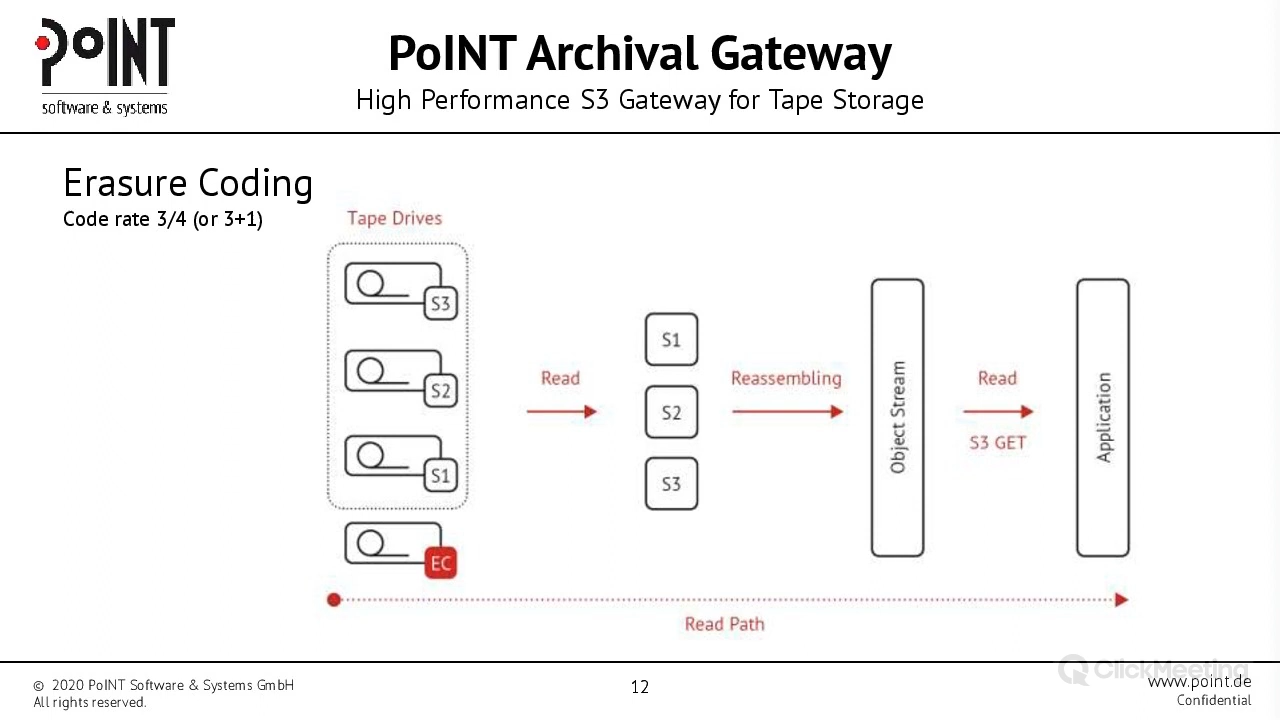 PoINT
software & systems
PoINT Archival Gateway
High Performance S3 Gateway for Tape Storage
Erasure Coding
Code rate 3/4 (or 3+1)
Tape Drives
S3
S2
S1
EC
Read
S1
S2
S3
Reassembling
Object Stream
Read
S3 GET
Application
Read Path
© 2020 PoINT Software & Systems GmbH
All rights reserved.
12
ClickMeeting
www.point.de
Confidential